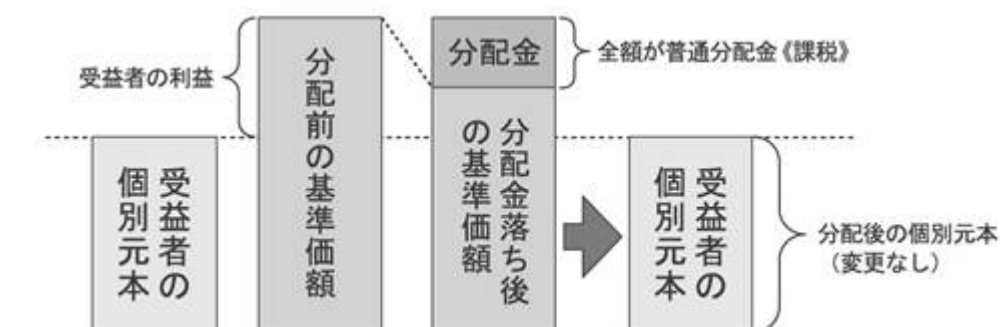 受益者の利益
受益者の
個別元本
分配前の基準価額
分配金
全額が普通分配金《課税》
分配金落ち後
の基準価額
受益者の
個別元本
分配後の個別元本
（変更なし）